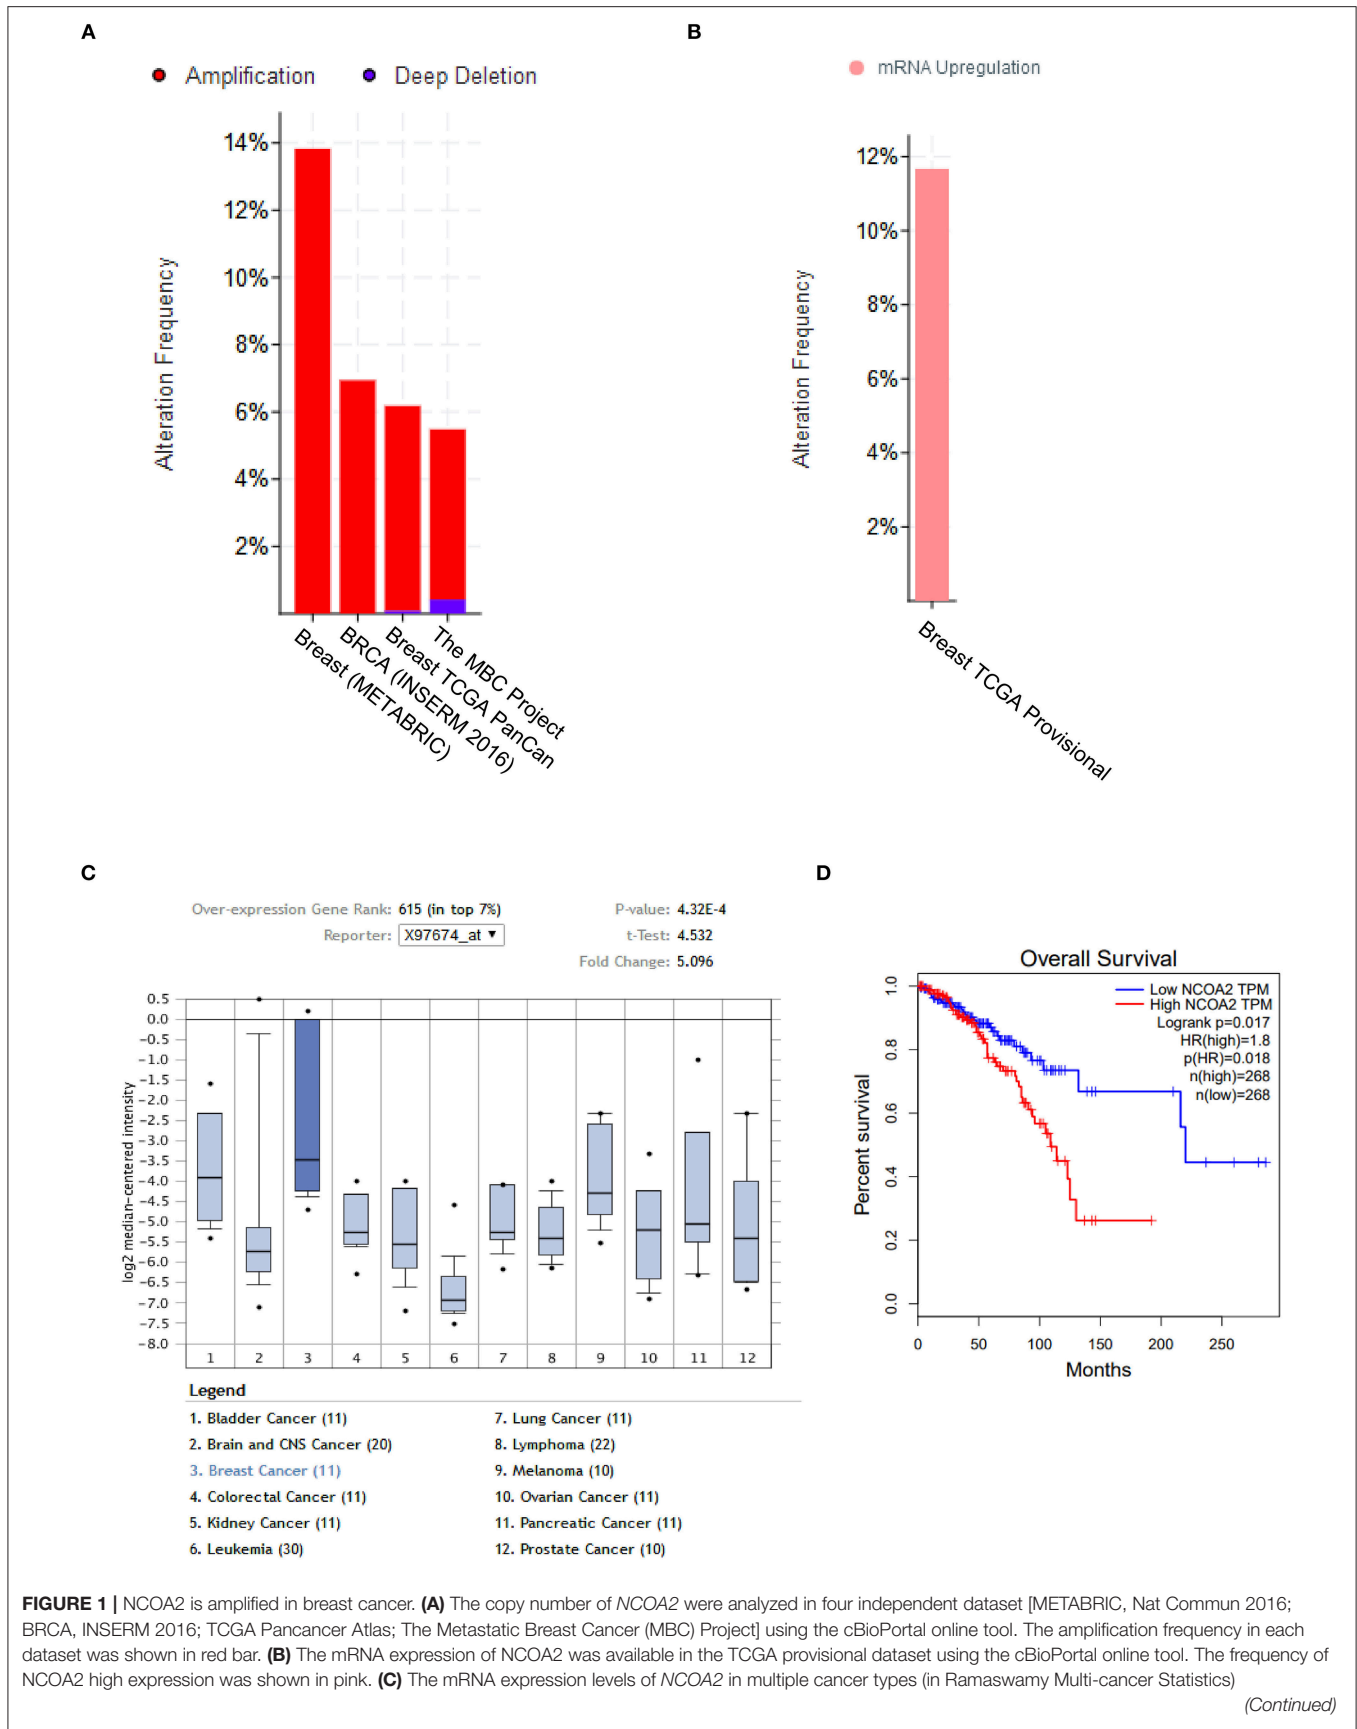 A
Amplification
Deep Deletion
14%
12%
10%
8%
6%
4%
2%
Alteration Frequency
Breast (METABRIC)
BRCA (INSERM 2016)
Breast TCGA PanCan
The MBC Project
B
mRNA Upregulation
12%
10%
8%
6%
4%
2%
Alteration Frequency
Breast TCGA Provisional
C
Over-expression Gene Rank: 615 (in top 7%)
Reporter: X97674_at ▼
P-value: 4.32E-4
t-Test: 4.532
Fold Change: 5.096
log2 median-centered intensity
0.5
0.0
-0.5
-1.0
-1.5
-2.0
-2.5
-3.0
-3.5
-4.0
-4.5
-5.0
-5.5
-6.0
-6.5
-7.0
-7.5
-8.0
1 2 3 4 5 6 7 8 9 10 11 12
Legend
1. Bladder Cancer (11)
2. Brain and CNS Cancer (20)
3. Breast Cancer (11)
4. Colorectal Cancer (11)
5. Kidney Cancer (11)
6. Leukemia (30)
7. Lung Cancer (11)
8. Lymphoma (22)
9. Melanoma (10)
10. Ovarian Cancer (11)
11. Pancreatic Cancer (11)
12. Prostate Cancer (10)
D
Overall Survival
Low NCOA2 TPM
High NCOA2 TPM
Logrank p=0.017
HR(high)=1.8
p(HR)=0.018
n(high)=268
n(low)=268
Percent survival
1.0
0.8
0.6
0.4
0.2
0.0
0 50 100 150 200 250
Months
FIGURE 1 | NCOA2 is amplified in breast cancer. (A) The copy number of NCOA2 were analyzed in four independent dataset [METABRIC, Nat Commun 2016;
BRCA, INSERM 2016; TCGA Pancancer Atlas; The Metastatic Breast Cancer (MBC) Project] using the cBioPortal online tool. The amplification frequency in each
dataset was shown in red bar. (B) The mRNA expression of NCOA2 was available in the TCGA provisional dataset using the cBioPortal online tool. The frequency of
NCOA2 high expression was shown in pink. (C) The mRNA expression levels of NCOA2 in multiple cancer types (in Ramaswamy Multi-cancer Statistics)
(Continued)